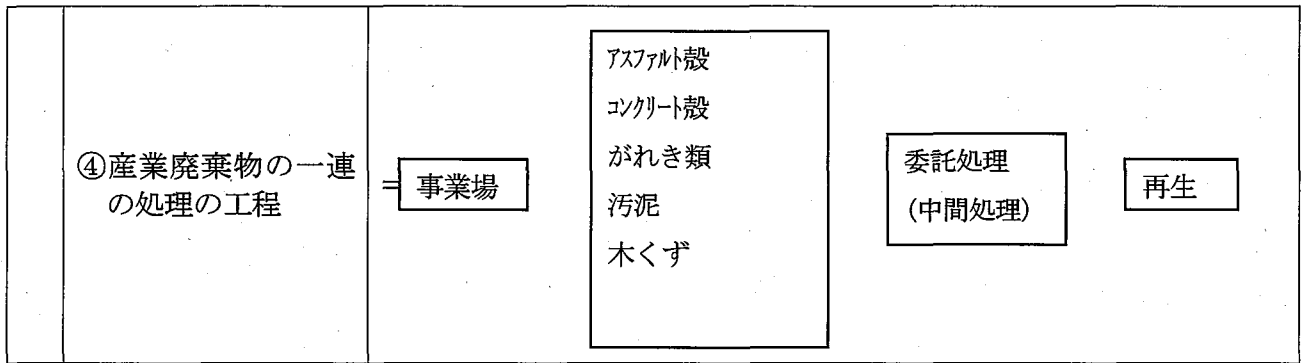 ④産業廃棄物の一連
の処理の工程
=
事業場
ｱｽﾌｧﾙﾄ殻
ｺﾝｸﾘｰﾄ殻
がれき類
汚泥
木くず
委託処理
(中間処理)
再生